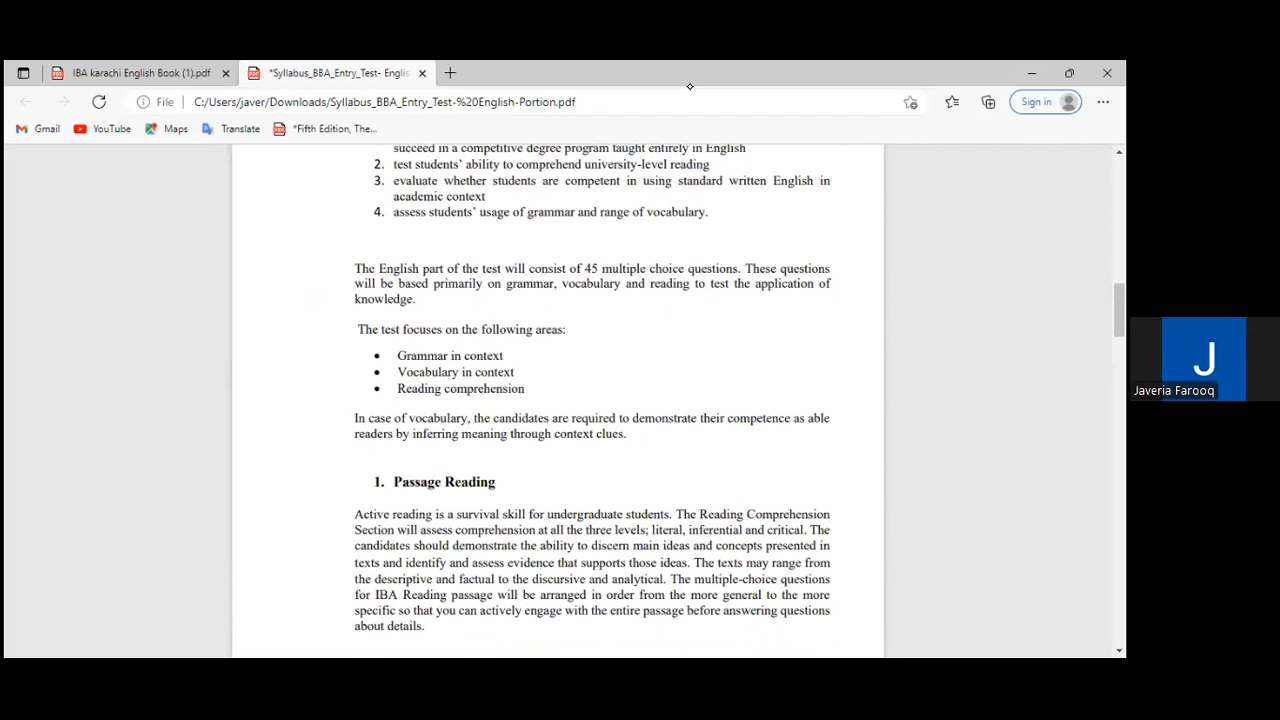 IBA karachi English Book (1).pdf
*Syllabus_BBA_Entry_Test- Englis
File
C:/Users/javer/Downloads/Syllabus_BBA_Entry_Test-%20English-Portion.pdf
Sign in
Gmail
YouTube
Maps
Translate
*Fifth Edition, The...
succeed in a competitive degree program taught entirely in English
2. test students' ability to comprehend university-level reading
3. evaluate whether students are competent in using standard written English in
academic context
4. assess students' usage of grammar and range of vocabulary.
The English part of the test will consist of 45 multiple choice questions. These questions
will be based primarily on grammar, vocabulary and reading to test the application of
knowledge.
The test focuses on the following areas:
• Grammar in context
• Vocabulary in context
• Reading comprehension
In case of vocabulary, the candidates are required to demonstrate their competence as able
readers by inferring meaning through context clues.
1. Passage Reading
Active reading is a survival skill for undergraduate students. The Reading Comprehension
Section will assess comprehension at all the three levels; literal, inferential and critical. The
candidates should demonstrate the ability to discern main ideas and concepts presented in
texts and identify and assess evidence that supports those ideas. The texts may range from
the descriptive and factual to the discursive and analytical. The multiple-choice questions
for IBA Reading passage will be arranged in order from the more general to the more
specific so that you can actively engage with the entire passage before answering questions
about details.
J
Javeria Farooq